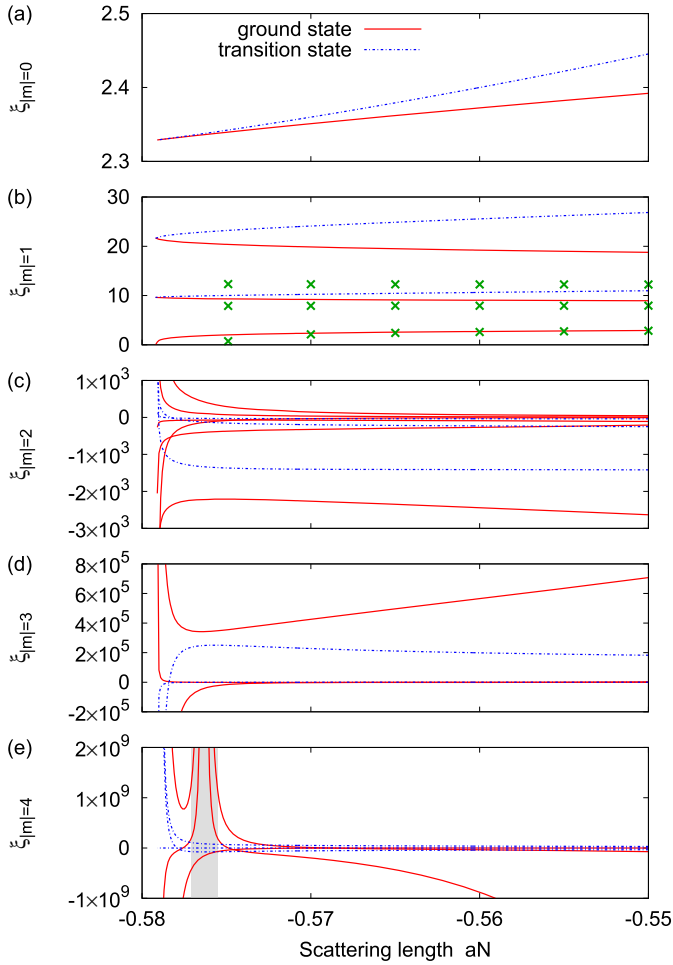 (a)
ground state
transition state
2.5
2.4
2.3
ξ|m|=0
(b)
30
20
10
0
ξ|m|=1
(c)
1×10³
0
-1×10³
-2×10³
-3×10³
ξ|m|=2
(d)
8×10⁵
6×10⁵
4×10⁵
2×10⁵
0
-2×10⁵
ξ|m|=3
(e)
2×10⁹
1×10⁹
0
-1×10⁹
ξ|m|=4
-0.58
-0.57
-0.56
-0.55
Scattering length aN